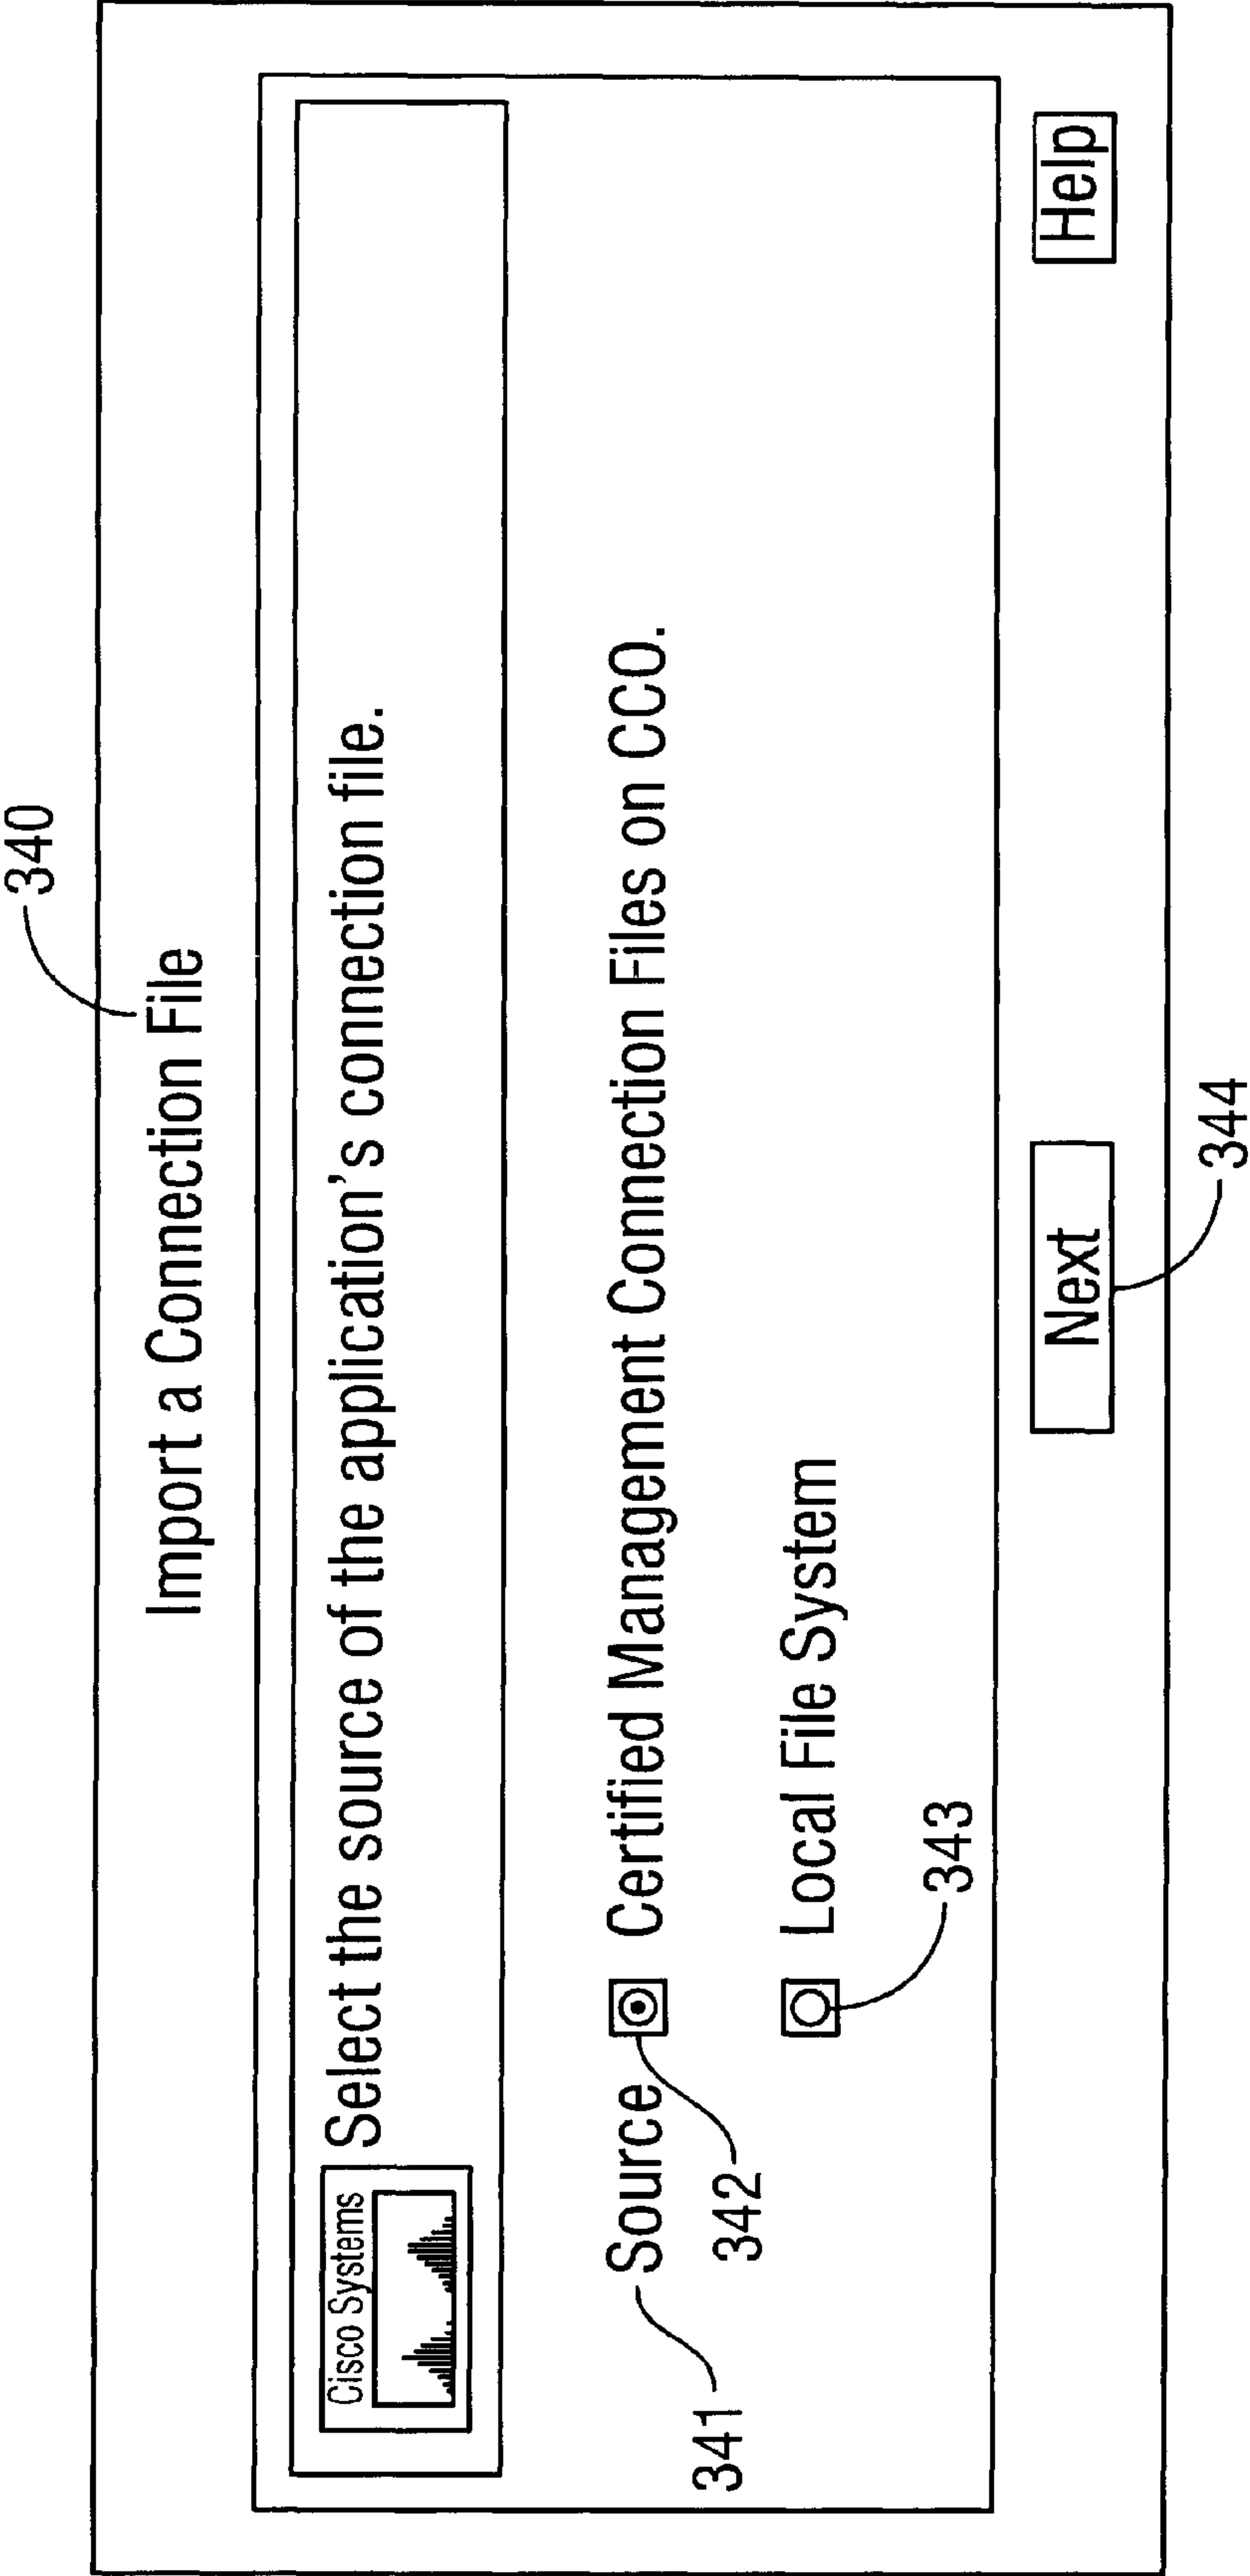 340
Import a Connection File
Cisco Systems
Select the source of the application's connection file.
341
Source
342
Certified Management Connection Files on CCO.
Local File System
343
Next
Help
344